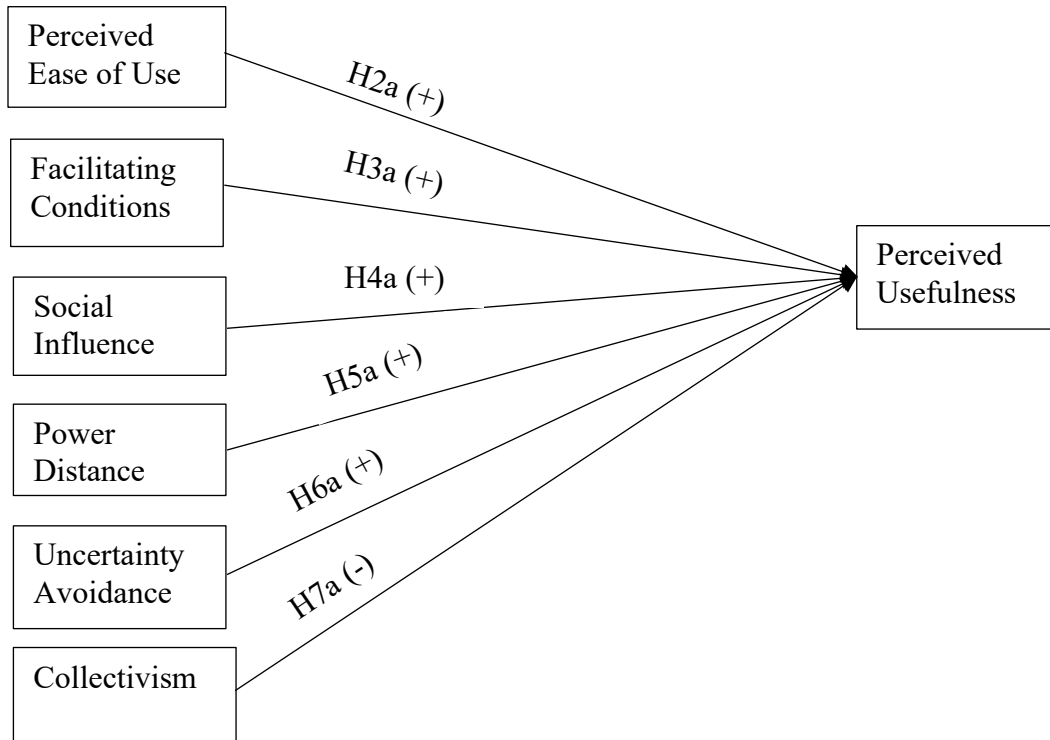 Perceived
Ease of Use
H2a (+)
Facilitating
Conditions
H3a (+)
Perceived
Usefulness
Social
Influence
H4a (+)
Power
Distance
H5a (+)
Uncertainty
Avoidance
H6a (+)
Collectivism
H7a (-)